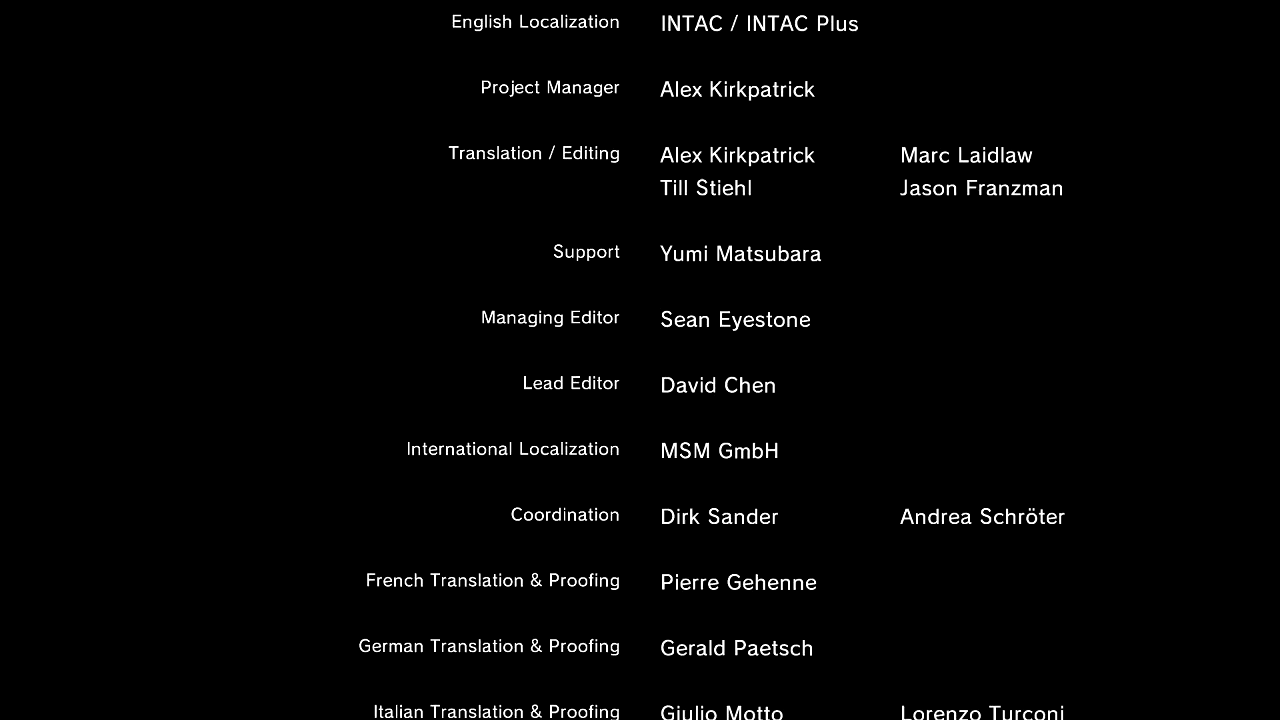 English Localization INTAC / INTAC Plus
Project Manager Alex Kirkpatrick
Translation / Editing Alex Kirkpatrick Marc Laidlaw
Till Stiehl Jason Franzman
Support Yumi Matsubara
Managing Editor Sean Eyestone
Lead Editor David Chen
International Localization MSM GmbH
Coordination Dirk Sander Andrea Schröter
French Translation & Proofing Pierre Gehenne
German Translation & Proofing Gerald Paetsch
Italian Translation & Proofing Giulio Motto Lorenzo Turconi